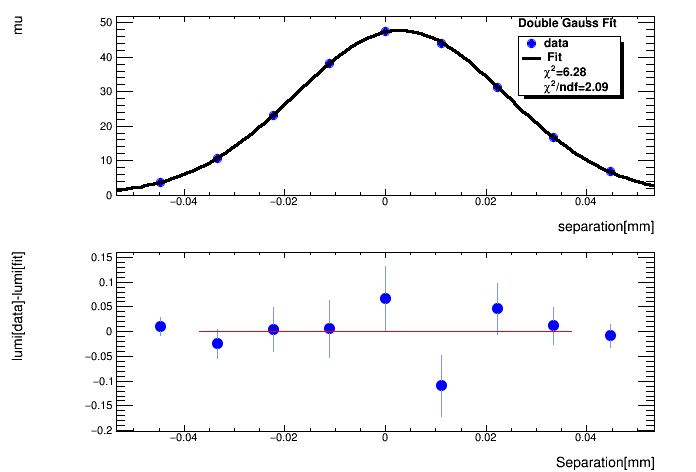 mu
Double Gauss Fit
data
Fit
χ²=6.28
χ²/ndf=2.09
50
40
30
20
10
0
−0.04 −0.02 0 0.02 0.04
separation[mm]
lumi[data]-lumi[fit]
0.15
0.1
0.05
0
−0.05
−0.1
−0.15
−0.2
−0.04 −0.02 0 0.02 0.04
Separation[mm]